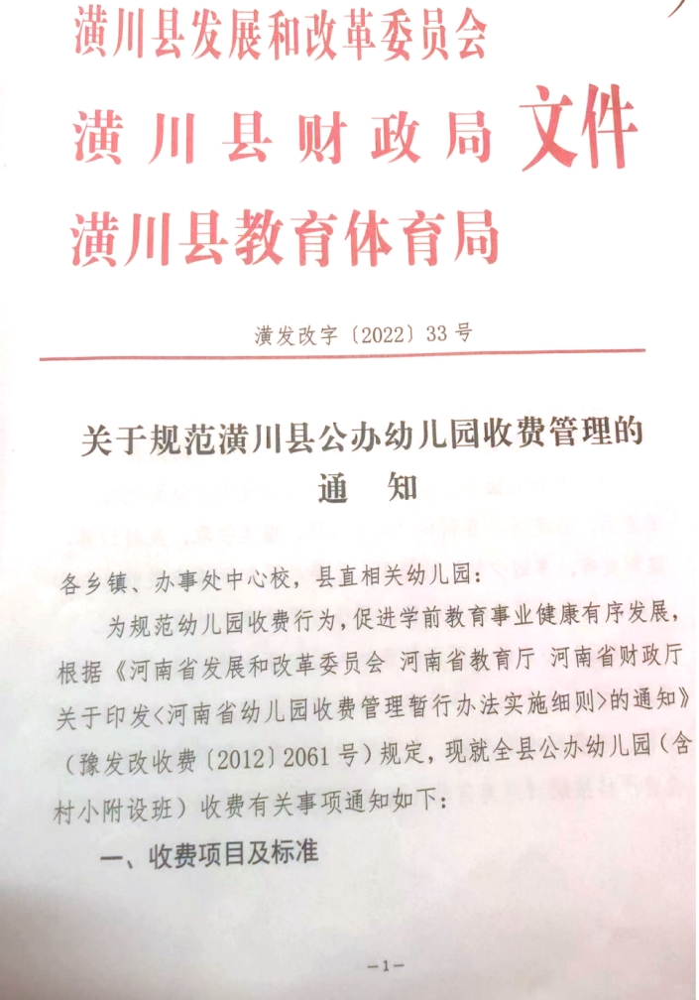 潢川县发展和改革委员会
潢川县财政局 文件
潢川县教育体育局
潢发改字〔2022〕33号
关于规范潢川县公办幼儿园收费管理的
通 知
各乡镇、办事处中心校，县直相关幼儿园：
为规范幼儿园收费行为，促进学前教育事业健康有序发展，
根据《河南省发展和改革委员会 河南省教育厅 河南省财政厅
关于印发<河南省幼儿园收费管理暂行办法实施细则>的通知》
（豫发改收费〔2012〕2061号）规定，现就全县公办幼儿园（含
村小附设班）收费有关事项通知如下：
一、收费项目及标准
－1－